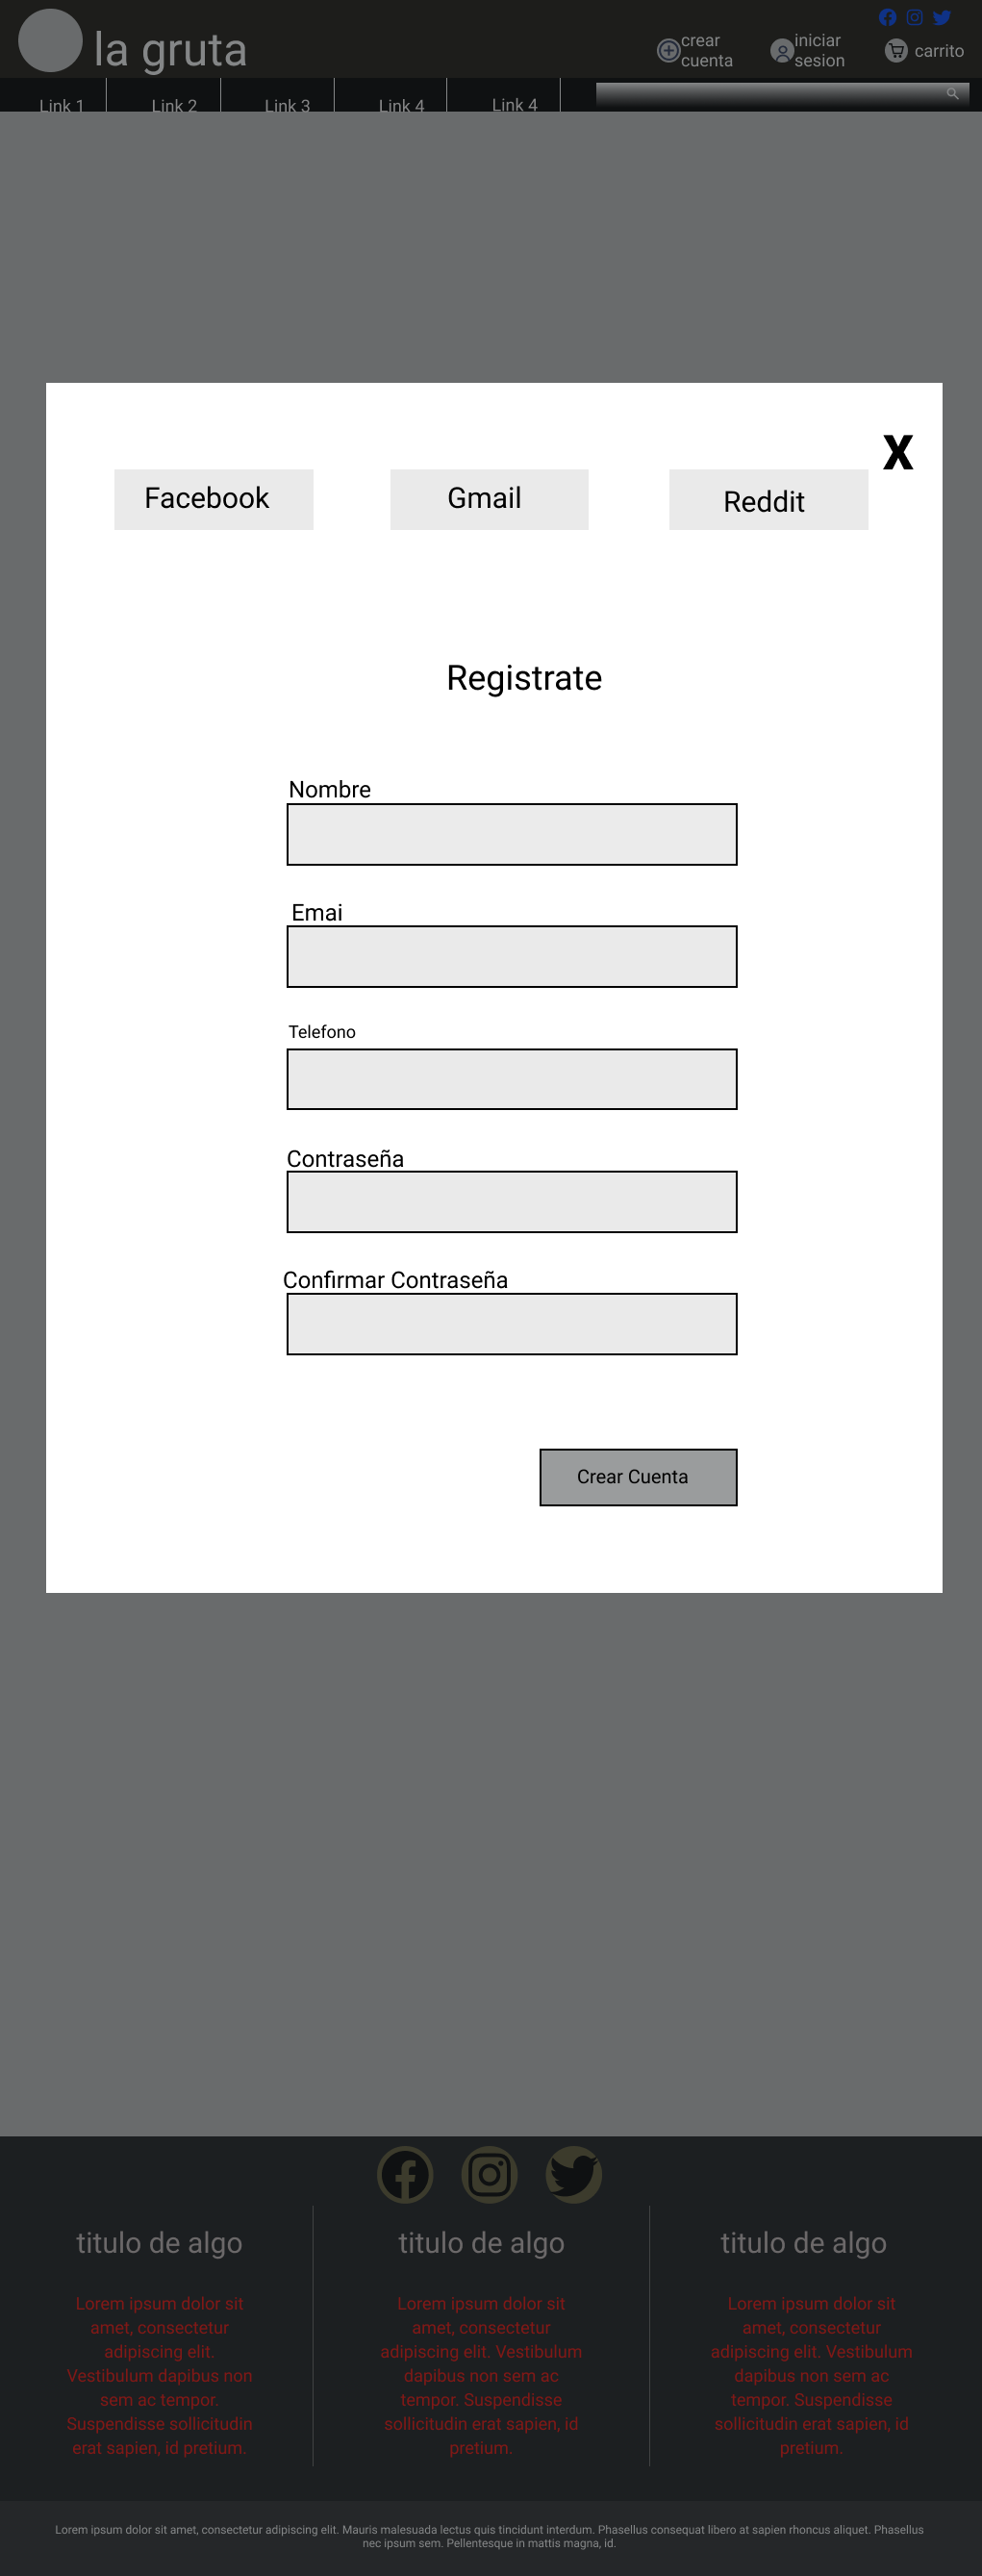 la gruta
crear
cuenta
iniciar
sesion
carrito
Link 1
Link 2
Link 3
Link 4
Link 4
X
Facebook
Gmail
Reddit
Registrate
Nombre
Emai
Telefono
Contraseña
Confirmar Contraseña
Crear Cuenta
titulo de algo
Lorem ipsum dolor sit
amet, consectetur
adipiscing elit.
Vestibulum dapibus non
sem ac tempor.
Suspendisse sollicitudin
erat sapien, id pretium.
titulo de algo
Lorem ipsum dolor sit
amet, consectetur
adipiscing elit. Vestibulum
dapibus non sem ac
tempor. Suspendisse
sollicitudin erat sapien, id
pretium.
titulo de algo
Lorem ipsum dolor sit
amet, consectetur
adipiscing elit. Vestibulum
dapibus non sem ac
tempor. Suspendisse
sollicitudin erat sapien, id
pretium.
Lorem ipsum dolor sit amet, consectetur adipiscing elit. Mauris malesuada lectus quis tincidunt interdum. Phasellus consequat libero at sapien rhoncus aliquet. Phasellus
nec ipsum sem. Pellentesque in mattis magna, id.